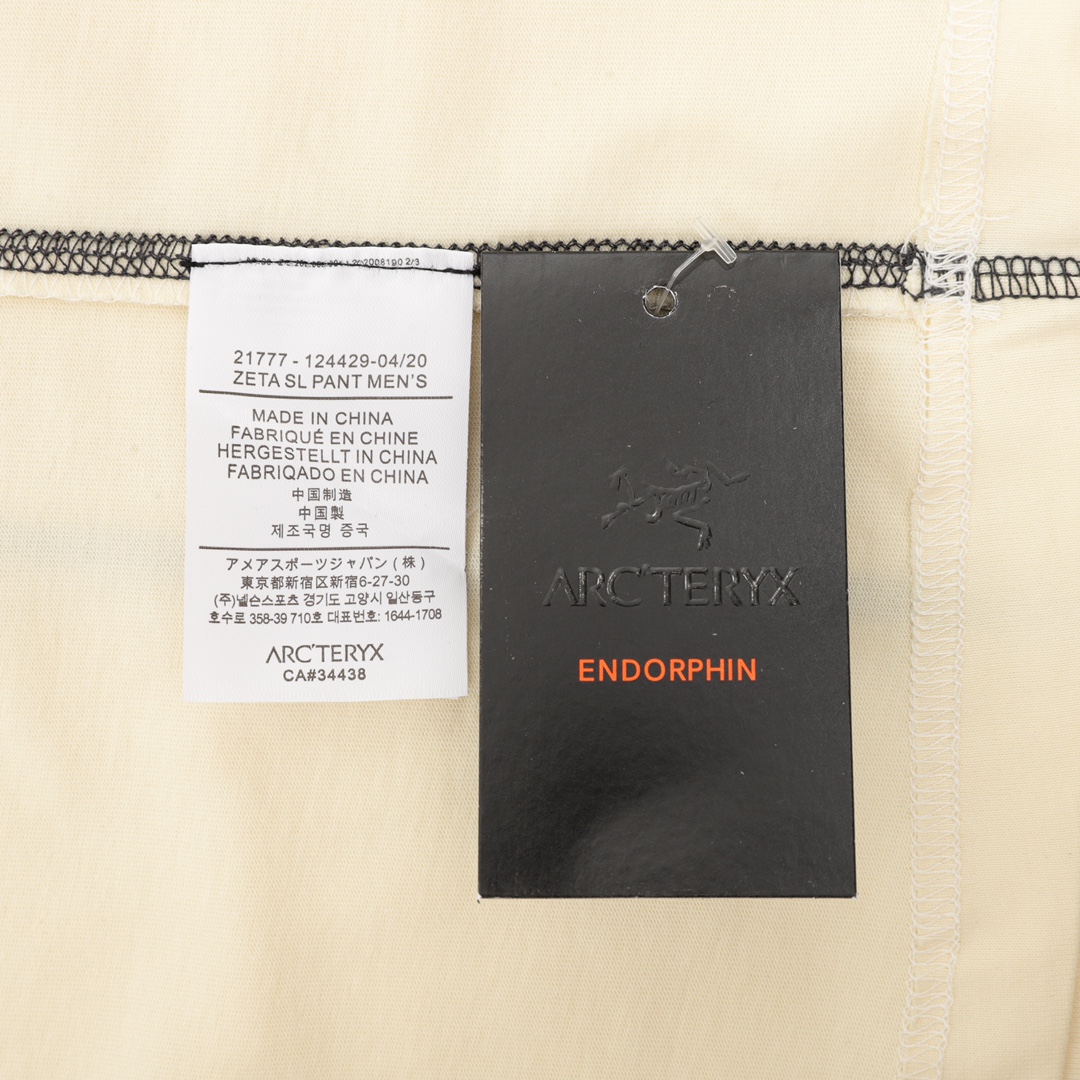 2008190 2/3
21777 - 124429-04/20
ZETA SL PANT MEN'S
MADE IN CHINA
FABRIQUÉ EN CHINE
HERGESTELLT IN CHINA
FABRIQADO EN CHINA
中国制造
中国製
제조국명 중국
アメアスポーツジャパン (株)
東京都新宿区新宿6-27-30
(주)넬슨스포츠 경기도 고양시 일산동구
호수로 358-39 710호 대표번호: 1644-1708
ARC'TERYX
CA#34438
ARC'TERYX
ENDORPHIN